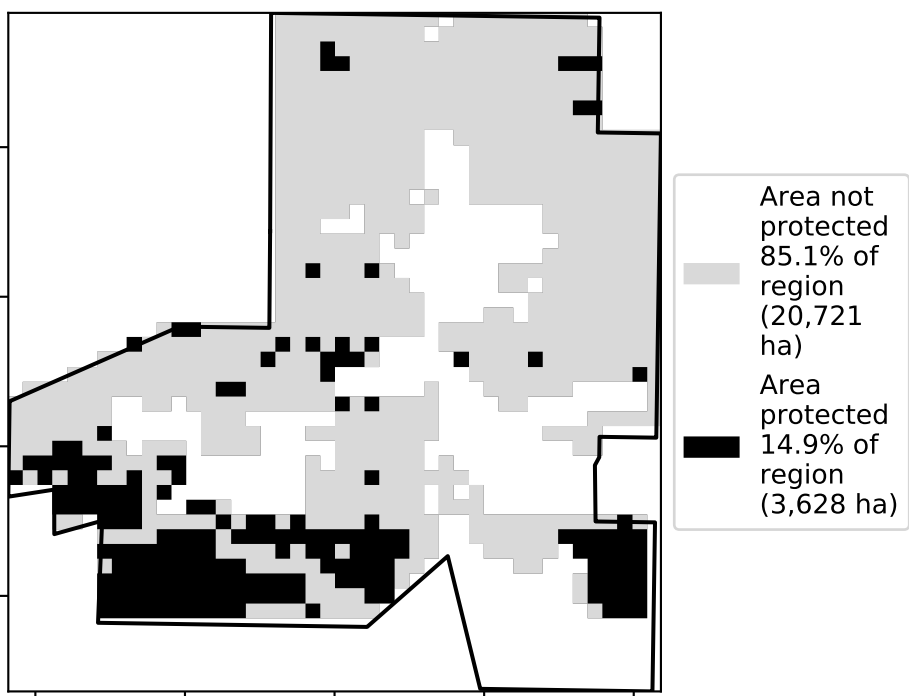 Area not
protected
85.1% of
region
(20,721
ha)
Area
protected
14.9% of
region
(3,628 ha)